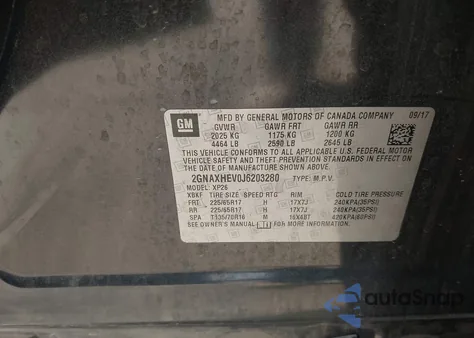 GM
MFD BY GENERAL MOTORS OF CANADA COMPANY
09/17
GVWR GAWR FRT GAWR RR
2025 KG 1175 KG 1200 KG
4464 LB 2590 LB 2645 LB
THIS VEHICLE CONFORMS TO ALL APPLICABLE U.S. FEDERAL MOTOR
VEHICLE SAFETY, BUMPER, AND
THEFT PREVENTION STANDARDS IN EFFECT ON THE
DATE OF MANUFACTURE SHOWN ABOVE.
2GNAXHEV0J6203280 TYPE: M.P.V.
MODEL: XP26
XBKF TIRE SIZE SPEED RTG RIM COLD TIRE PRESSURE
FRT 225/65R17 H 17X7J 240KPA(35PSI)
RR 225/65R17 H 17X7J 240KPA(35PSI)
SPA T135/70R16 16X4BT 420KPA(60PSI)
SEE OWNER'S MANUAL FOR MORE INFORMATION.
autoSnap